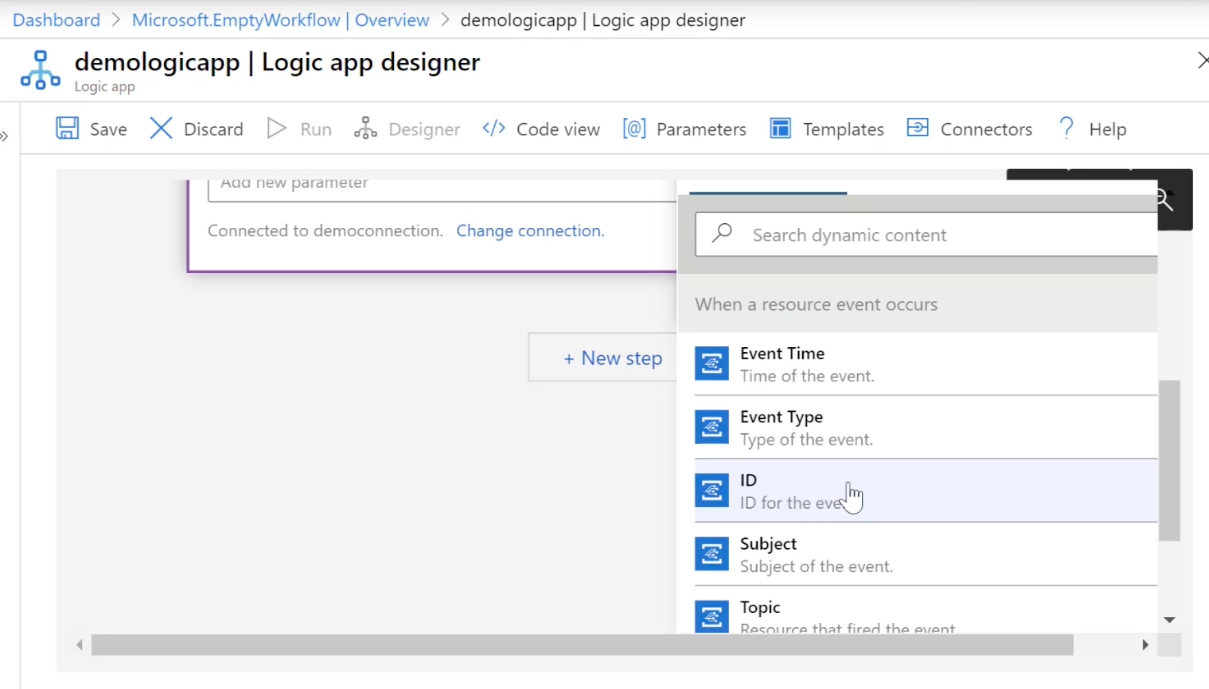 Dashboard > Microsoft.EmptyWorkflow | Overview > demologicapp | Logic app designer
demologicapp | Logic app designer
Logic app
Save Discard Run Designer Code view Parameters Templates Connectors Help
Add new parameter
Connected to democonnection. Change connection.
Search dynamic content
When a resource event occurs
+ New step
Event Time
Time of the event.
Event Type
Type of the event.
ID
ID for the
Subject
Subject of the event.
Topic
Resource that fired the event